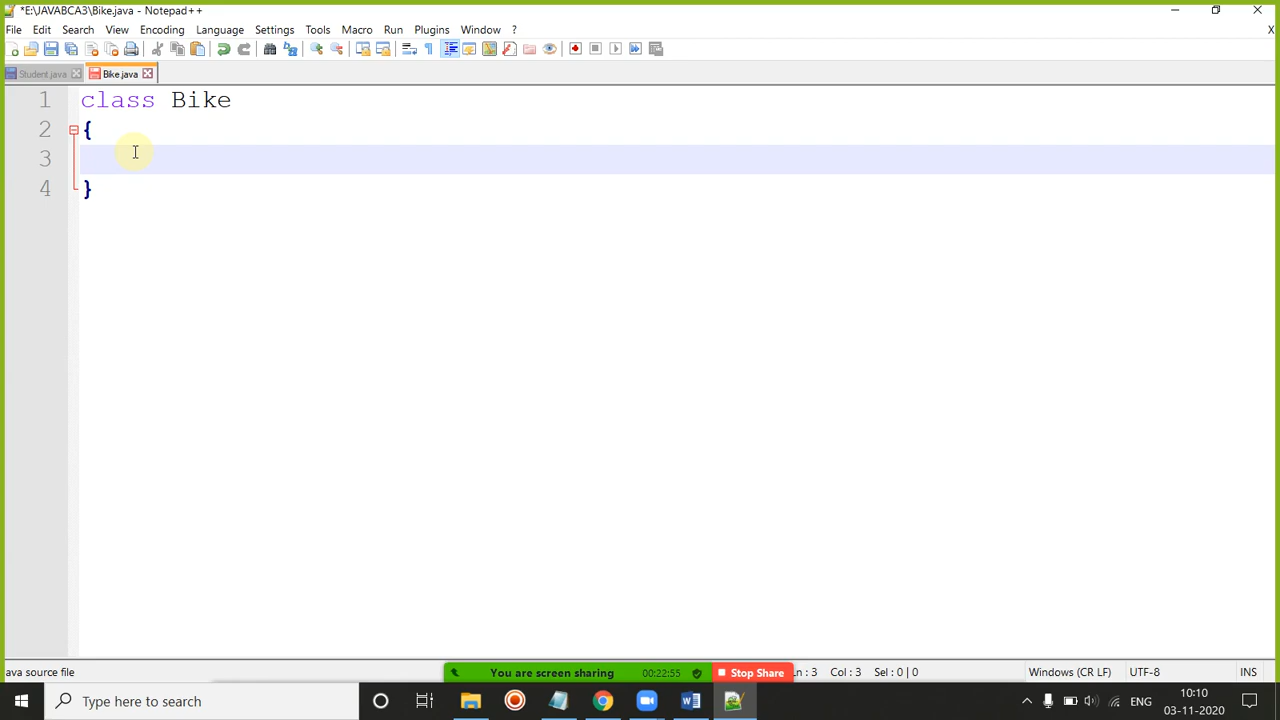 *E:\JAVABCA3\Bike.java - Notepad++
File Edit Search View Encoding Language Settings Tools Macro Run Plugins Window ? X
Student.java Bike.java
1 class Bike
2 {
3
4 }
ava source file You are screen sharing 00:22:55 Stop Share Ln : 3 Col : 3 Sel : 0 | 0 Windows (CR LF) UTF-8 INS
Type here to search ENG 10:10
03-11-2020